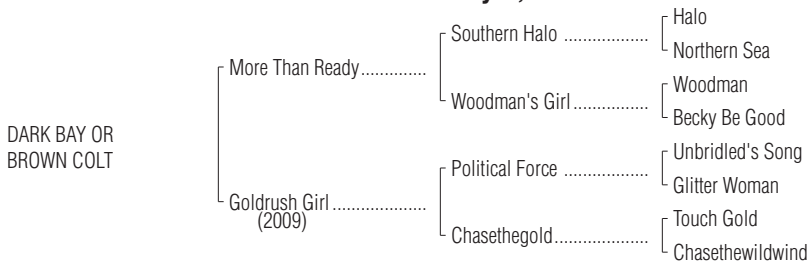 Halo
Southern Halo ....................
Northern Sea
More Than Ready..............
Woodman
Woodman's Girl.................
Becky Be Good
DARK BAY OR
BROWN COLT
Unbridled's Song
Political Force ....................
Glitter Woman
Goldrush Girl ....................
(2009)
Touch Gold
Chasethegold.....................
Chasethewildwind